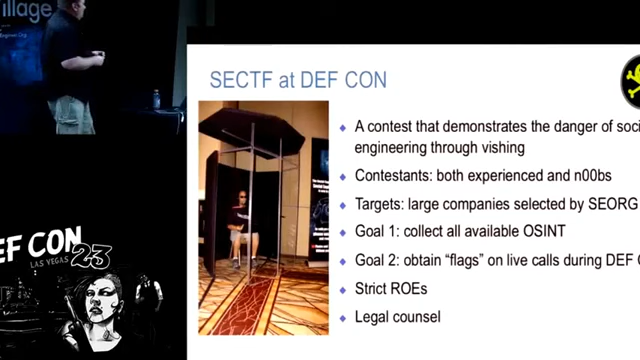 illage
SECTF at DEF CON
A contest that demonstrates the danger of soci
engineering through vishing
Contestants: both experienced and n00bs
Targets: large companies selected by SEORG
Goal 1: collect all available OSINT
Goal 2: obtain "flags" on live calls during DEF C
Strict ROEs
Legal counsel
EF CON
LAS VEGAS 23